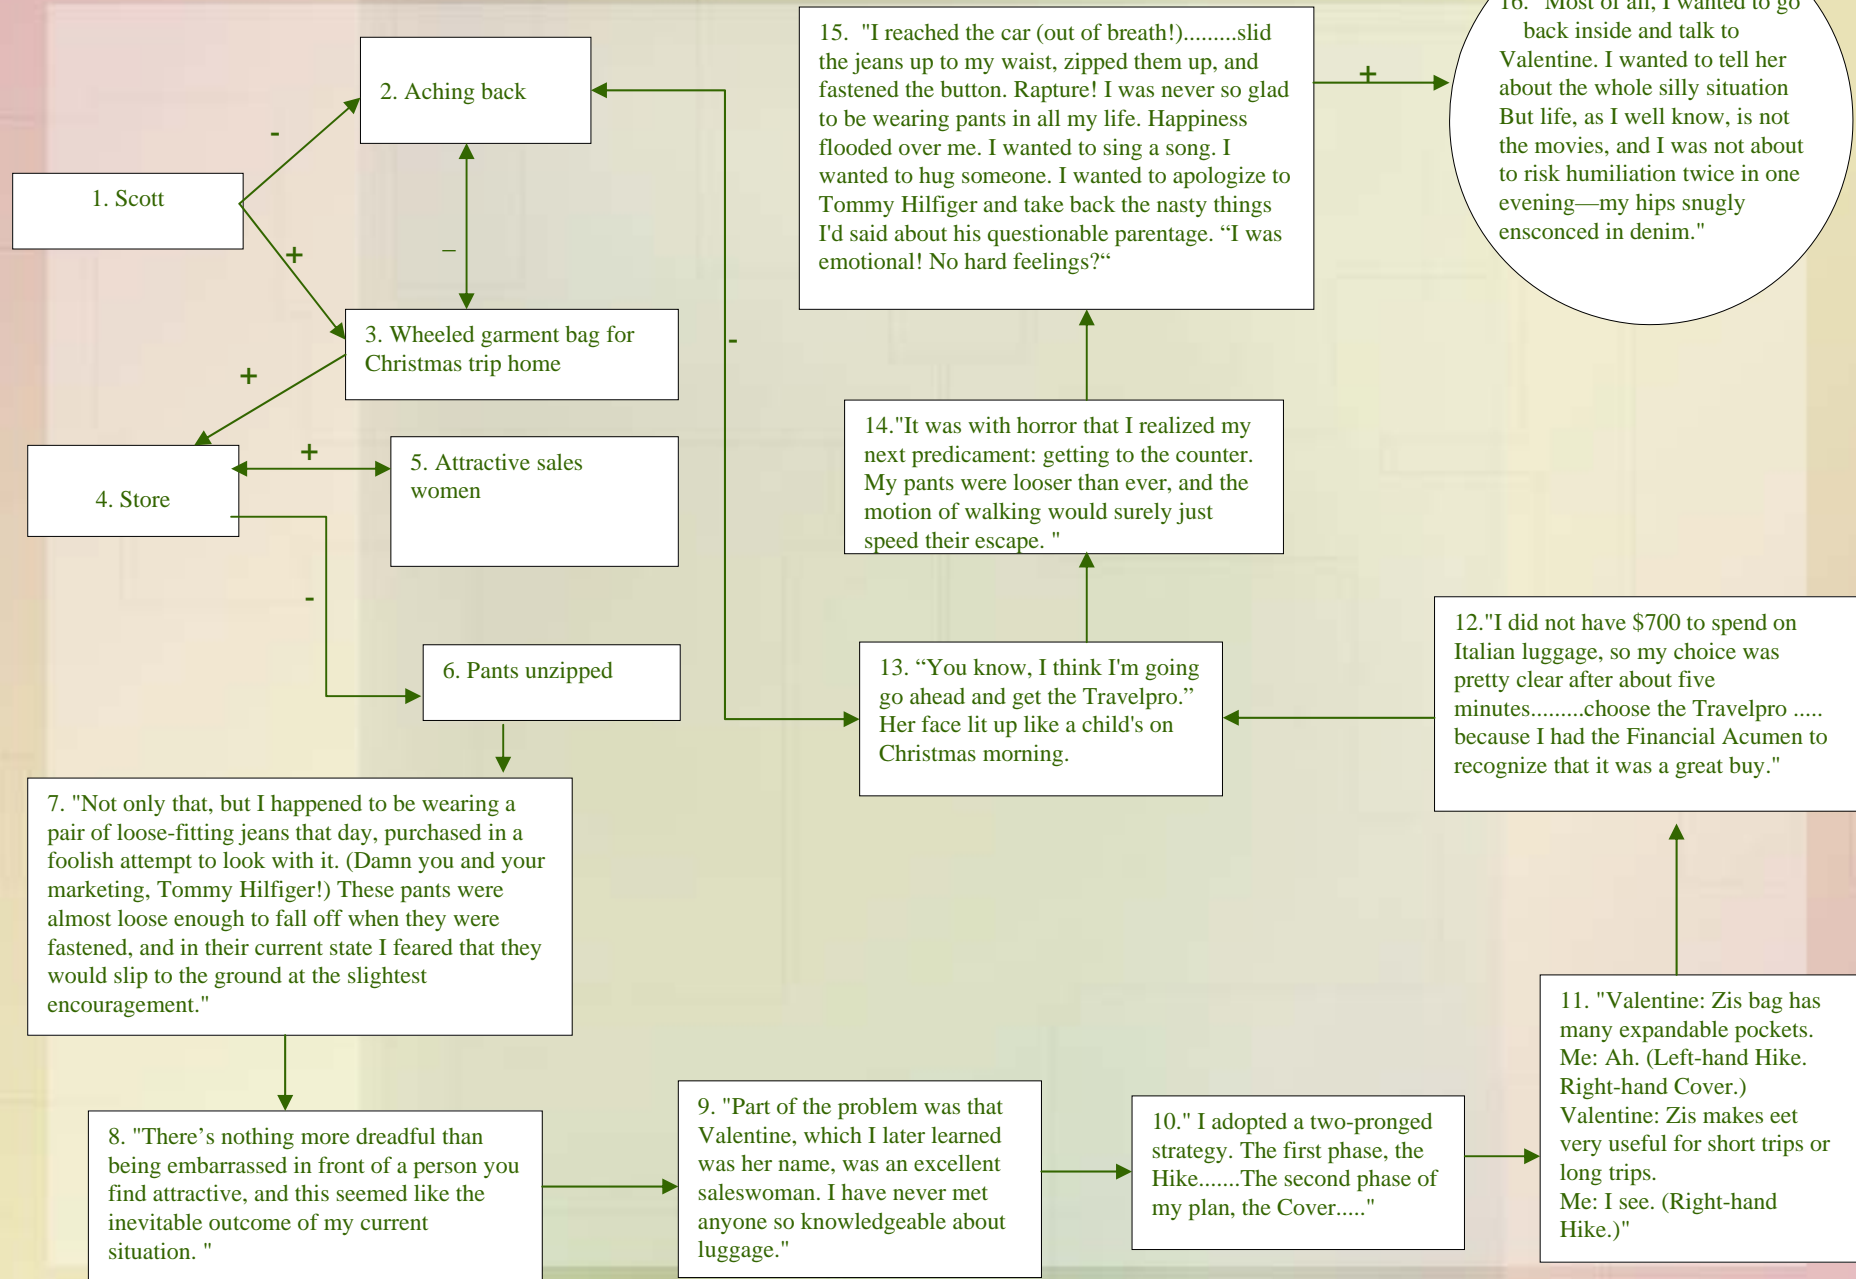 1. Scott
-
+
2. Aching back
–
3. Wheeled garment bag for
Christmas trip home
+
4. Store
+
5. Attractive sales
women
-
6. Pants unzipped
7. "Not only that, but I happened to be wearing a
pair of loose-fitting jeans that day, purchased in a
foolish attempt to look with it. (Damn you and your
marketing, Tommy Hilfiger!) These pants were
almost loose enough to fall off when they were
fastened, and in their current state I feared that they
would slip to the ground at the slightest
encouragement."
8. "There’s nothing more dreadful than
being embarrassed in front of a person you
find attractive, and this seemed like the
inevitable outcome of my current
situation. "
9. "Part of the problem was that
Valentine, which I later learned
was her name, was an excellent
saleswoman. I have never met
anyone so knowledgeable about
luggage."
10." I adopted a two-pronged
strategy. The first phase, the
Hike.......The second phase of
my plan, the Cover....."
11. "Valentine: Zis bag has
many expandable pockets.
Me: Ah. (Left-hand Hike.
Right-hand Cover.)
Valentine: Zis makes eet
very useful for short trips or
long trips.
Me: I see. (Right-hand
Hike.)"
12."I did not have $700 to spend on
Italian luggage, so my choice was
pretty clear after about five
minutes.........choose the Travelpro .....
because I had the Financial Acumen to
recognize that it was a great buy."
13. “You know, I think I'm going
go ahead and get the Travelpro.”
Her face lit up like a child's on
Christmas morning.
-
14."It was with horror that I realized my
next predicament: getting to the counter.
My pants were looser than ever, and the
motion of walking would surely just
speed their escape. "
15. "I reached the car (out of breath!).........slid
the jeans up to my waist, zipped them up, and
fastened the button. Rapture! I was never so glad
to be wearing pants in all my life. Happiness
flooded over me. I wanted to sing a song. I
wanted to hug someone. I wanted to apologize to
Tommy Hilfiger and take back the nasty things
I'd said about his questionable parentage. “I was
emotional! No hard feelings?“
+
16. "Most of all, I wanted to go
back inside and talk to
Valentine. I wanted to tell her
about the whole silly situation
But life, as I well know, is not
the movies, and I was not about
to risk humiliation twice in one
evening—my hips snugly
ensconced in denim."